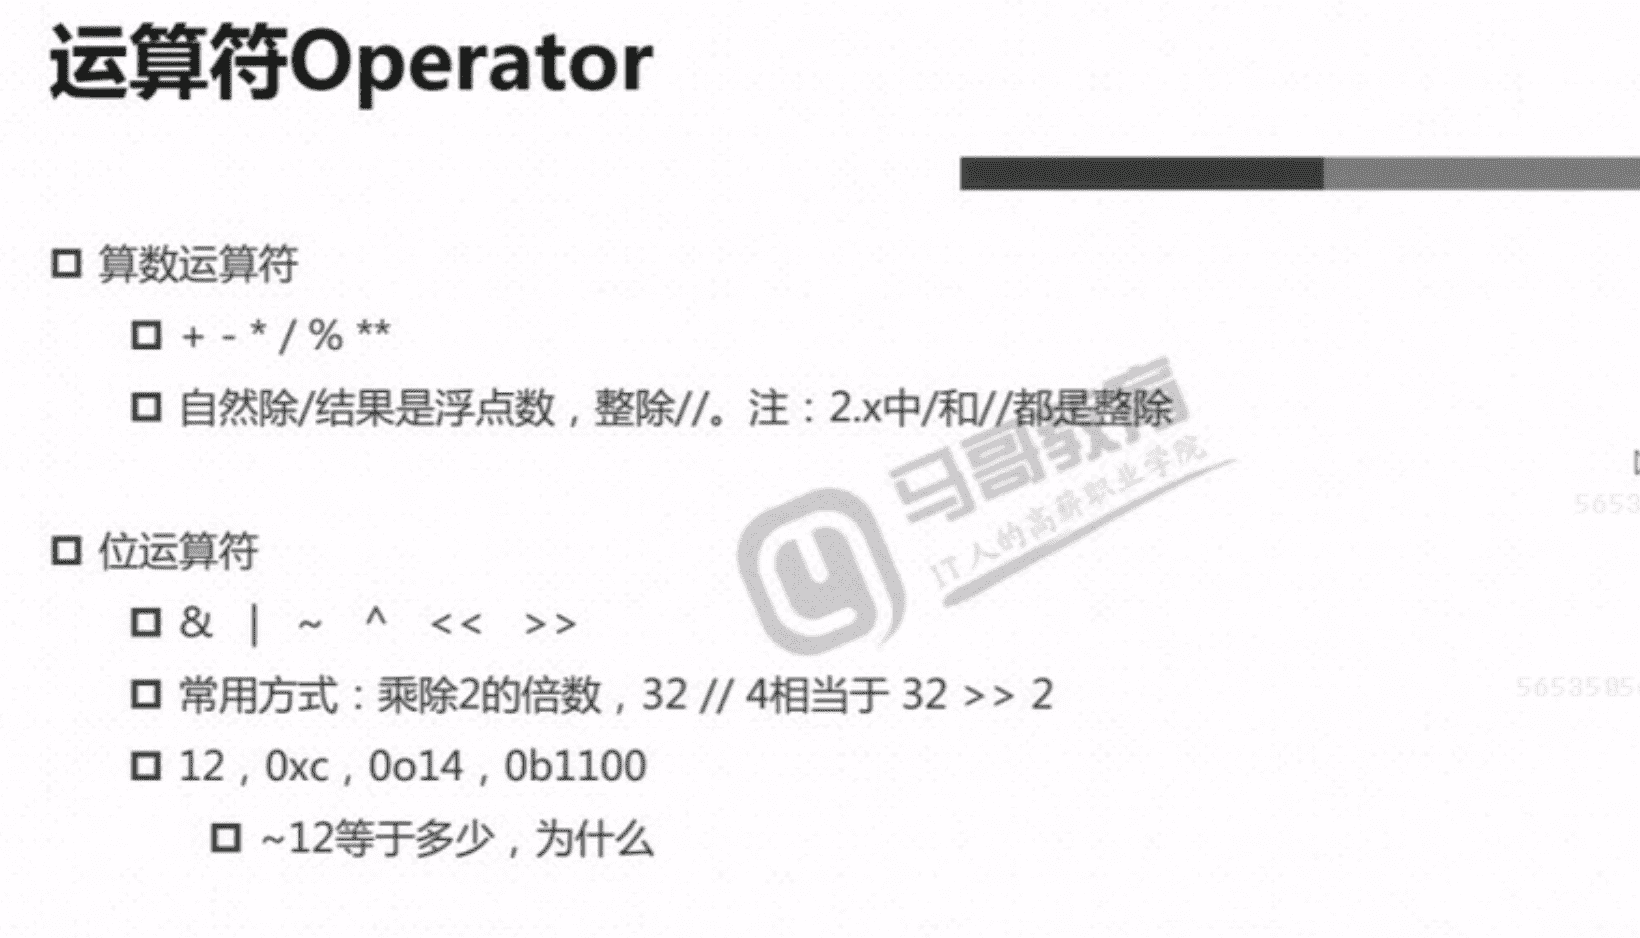 运算符Operator
算数运算符
+ - * / % **
自然除/结果是浮点数，整除//。注：2.x中/和//都是整除
马哥教育
IT人的高薪职业学院
位运算符
& | ~ ^ << >>
常用方式：乘除2的倍数，32 // 4相当于 32 >> 2
12，0xc，0o14，0b1100
~12等于多少，为什么